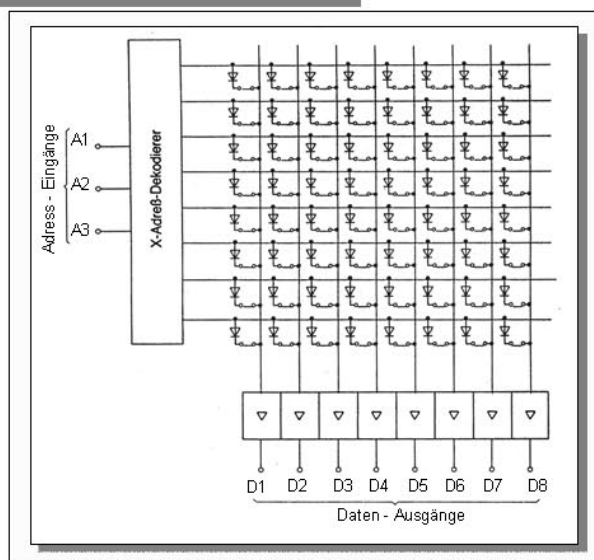 Adress - Eingänge
A1
A2
A3
X-Adreß-Dekodierer
D1 D2 D3 D4 D5 D6 D7 D8
Daten - Ausgänge